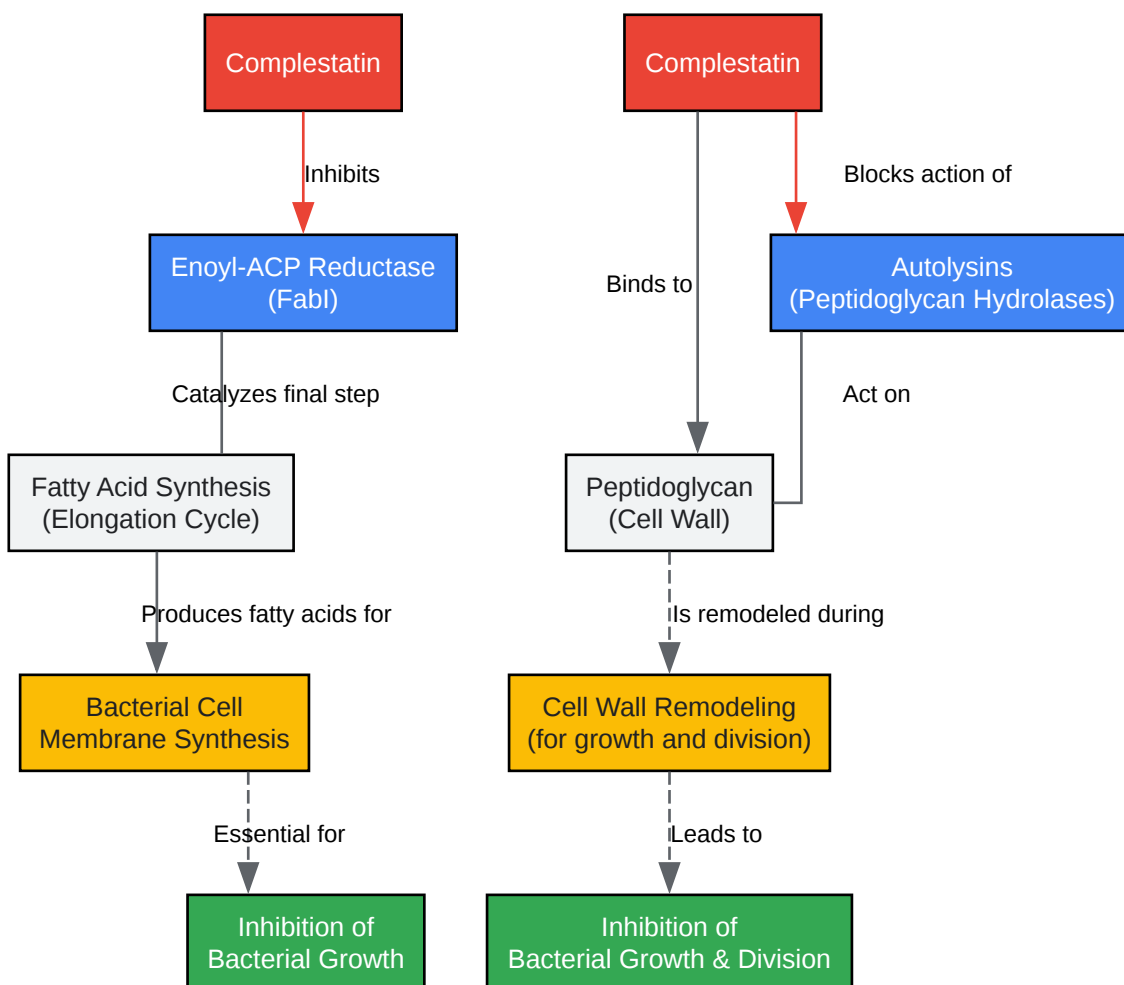 Complestatin
Inhibits
Enoyl-ACP Reductase
(FabI)
Catalyzes final step
Fatty Acid Synthesis
(Elongation Cycle)
Produces fatty acids for
Bacterial Cell
Membrane Synthesis
Essential for
Inhibition of
Bacterial Growth
Complestatin
Blocks action of
Binds to
Autolysins
(Peptidoglycan Hydrolases)
Act on
Peptidoglycan
(Cell Wall)
Is remodeled during
Cell Wall Remodeling
(for growth and division)
Leads to
Inhibition of
Bacterial Growth & Division